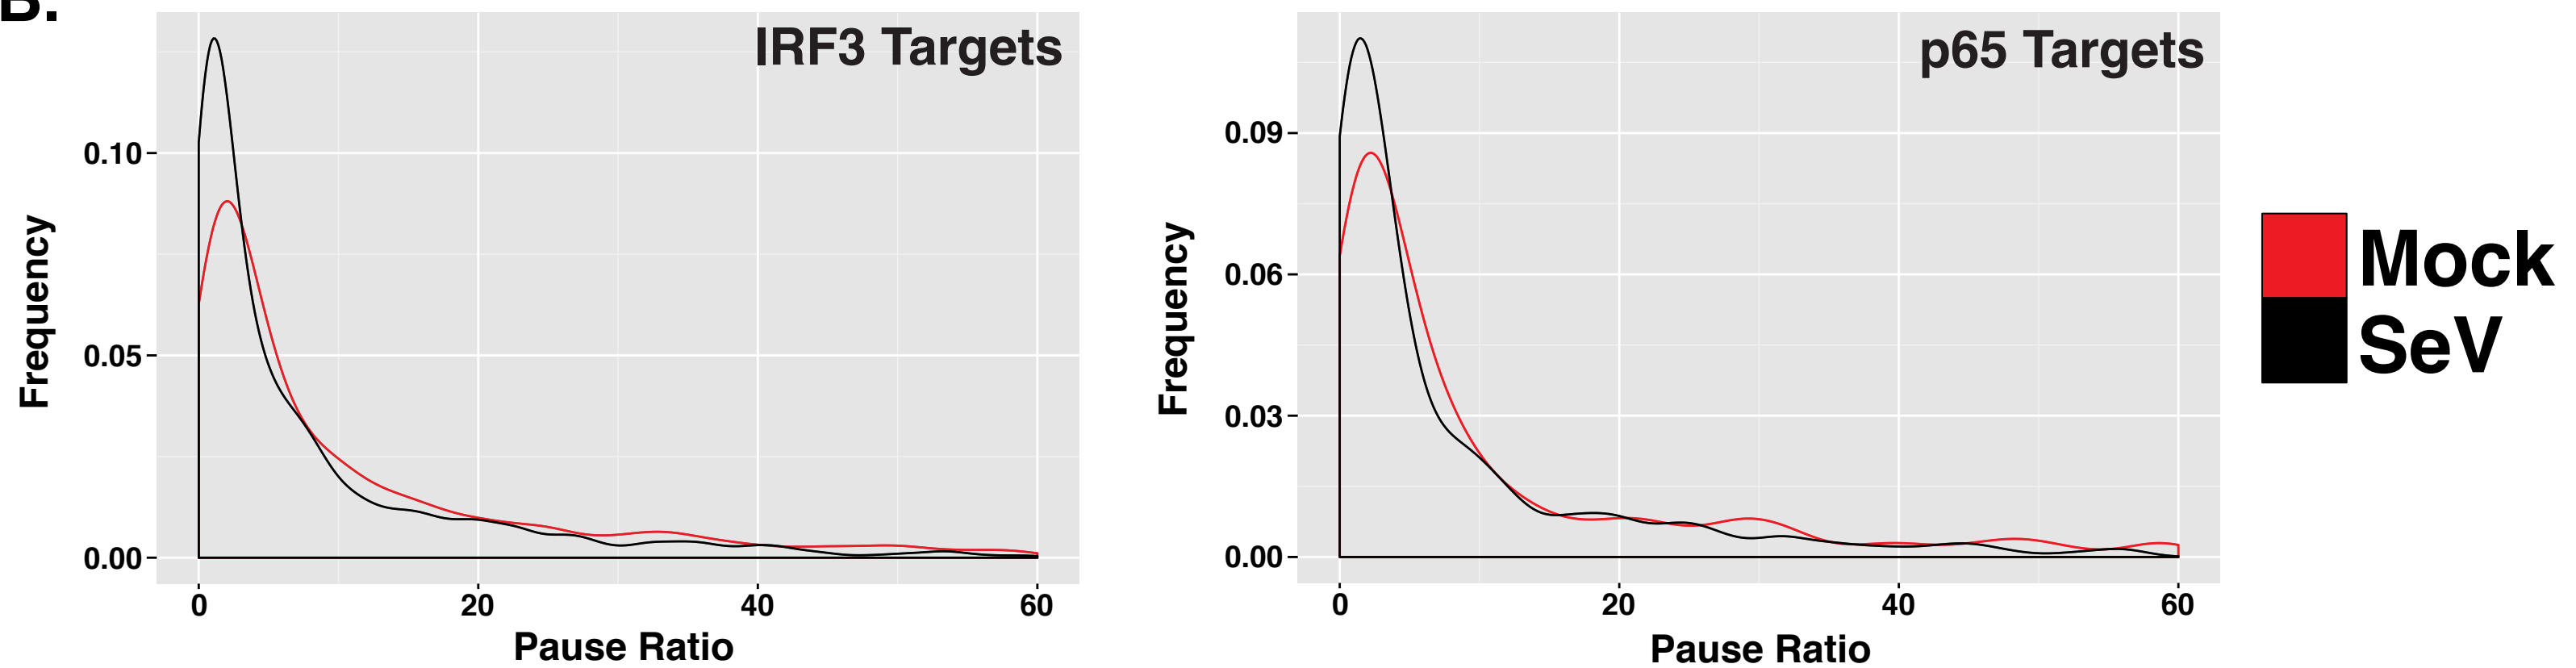 B.
IRF3 Targets
Frequency
0.10
0.05
0.00
0 20 40 60
Pause Ratio
p65 Targets
Frequency
0.09
0.06
0.03
0.00
0 20 40 60
Pause Ratio
Mock
SeV